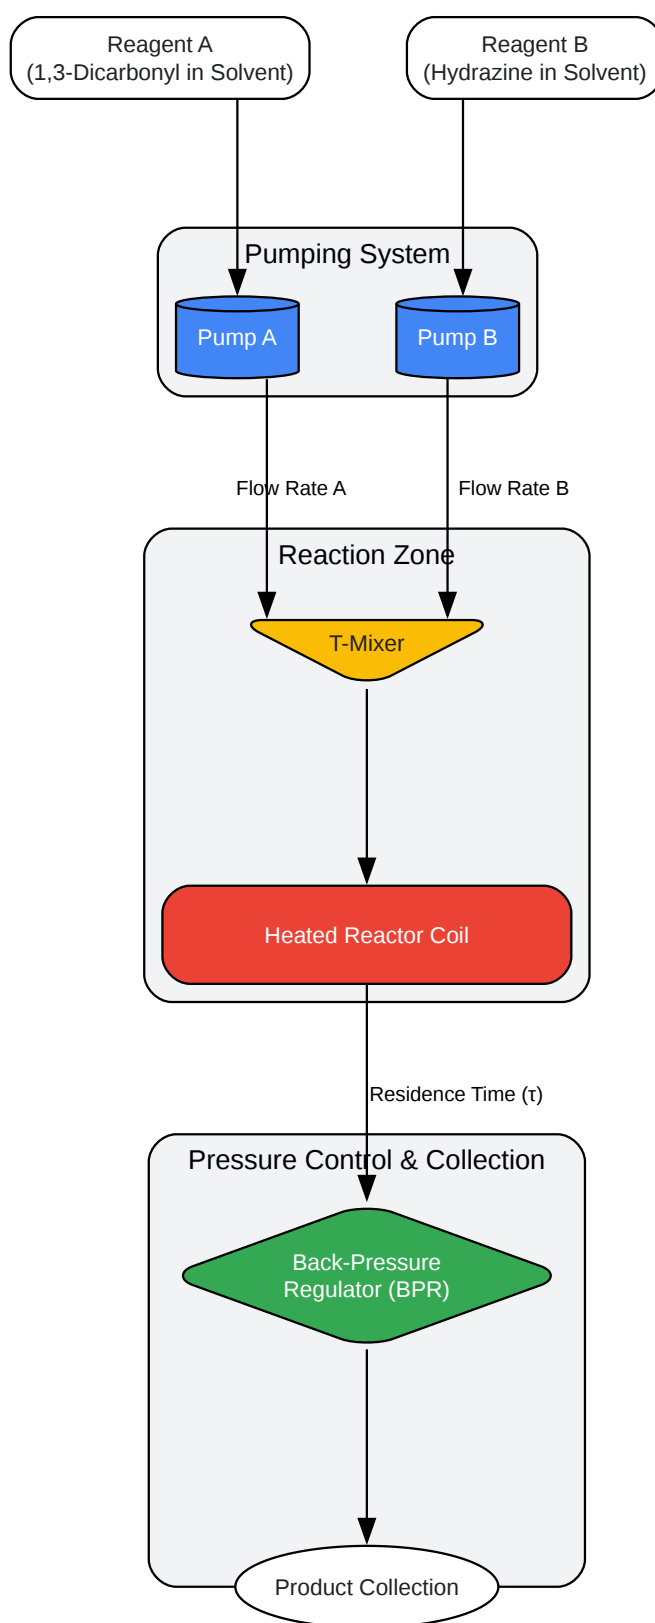 Reagent A
(1,3-Dicarbonyl in Solvent)
Reagent B
(Hydrazine in Solvent)
Pumping System
Pump A
Pump B
Flow Rate A
Flow Rate B
Reaction Zone
T-Mixer
Heated Reactor Coil
Residence Time (τ)
Pressure Control & Collection
Back-Pressure
Regulator (BPR)
Product Collection